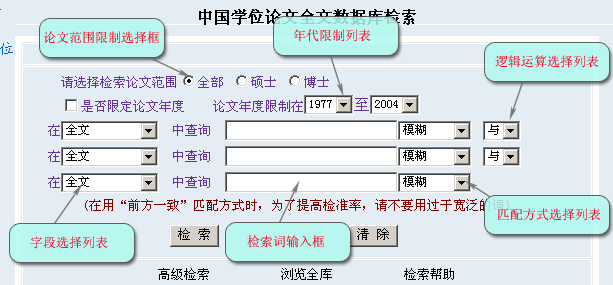 中国学位论文全文数据库检索
论文范围限制选择框
年代限制列表
逻辑运算选择列表
位
请选择检索论文范围 全部 硕士 博士
是否限定论文年度 论文年度限制在 1977 至 2004
在 全文 中查询 模糊 与
在 全文 中查询 模糊 与
在 全文 中查询 模糊
(在用“前方一致”匹配方式时，为了提高检准率，请不要用过于宽泛的词)
字段选择列表
检索 清除
检索词输入框
匹配方式选择列表
高级检索 浏览全库 检索帮助